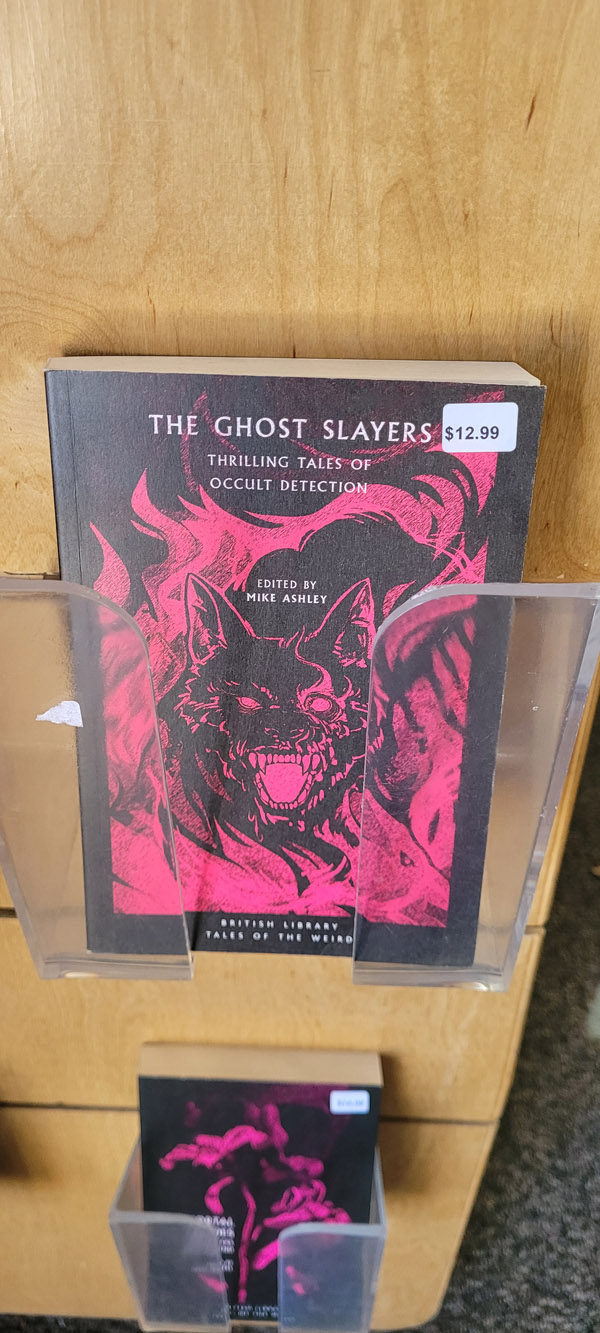 THE GHOST SLAYERS
$12.99
THRILLING TALES OF
OCCULT DETECTION
EDITED BY
MIKE ASHLEY
BRITISH LIBRARY
TALES OF THE WEIRD